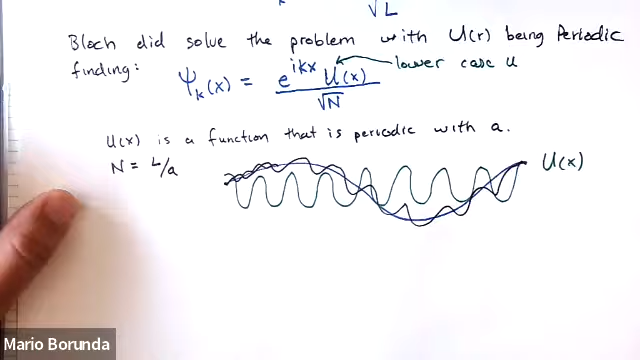 √L
Bloch did solve the problem with U(r) being Periodic
finding: Ψk(x) = e^{ikx} U(x) / √N ← lower case u
U(x) is a function that is periodic with a.
N = L/a
U(x)
Mario Borunda